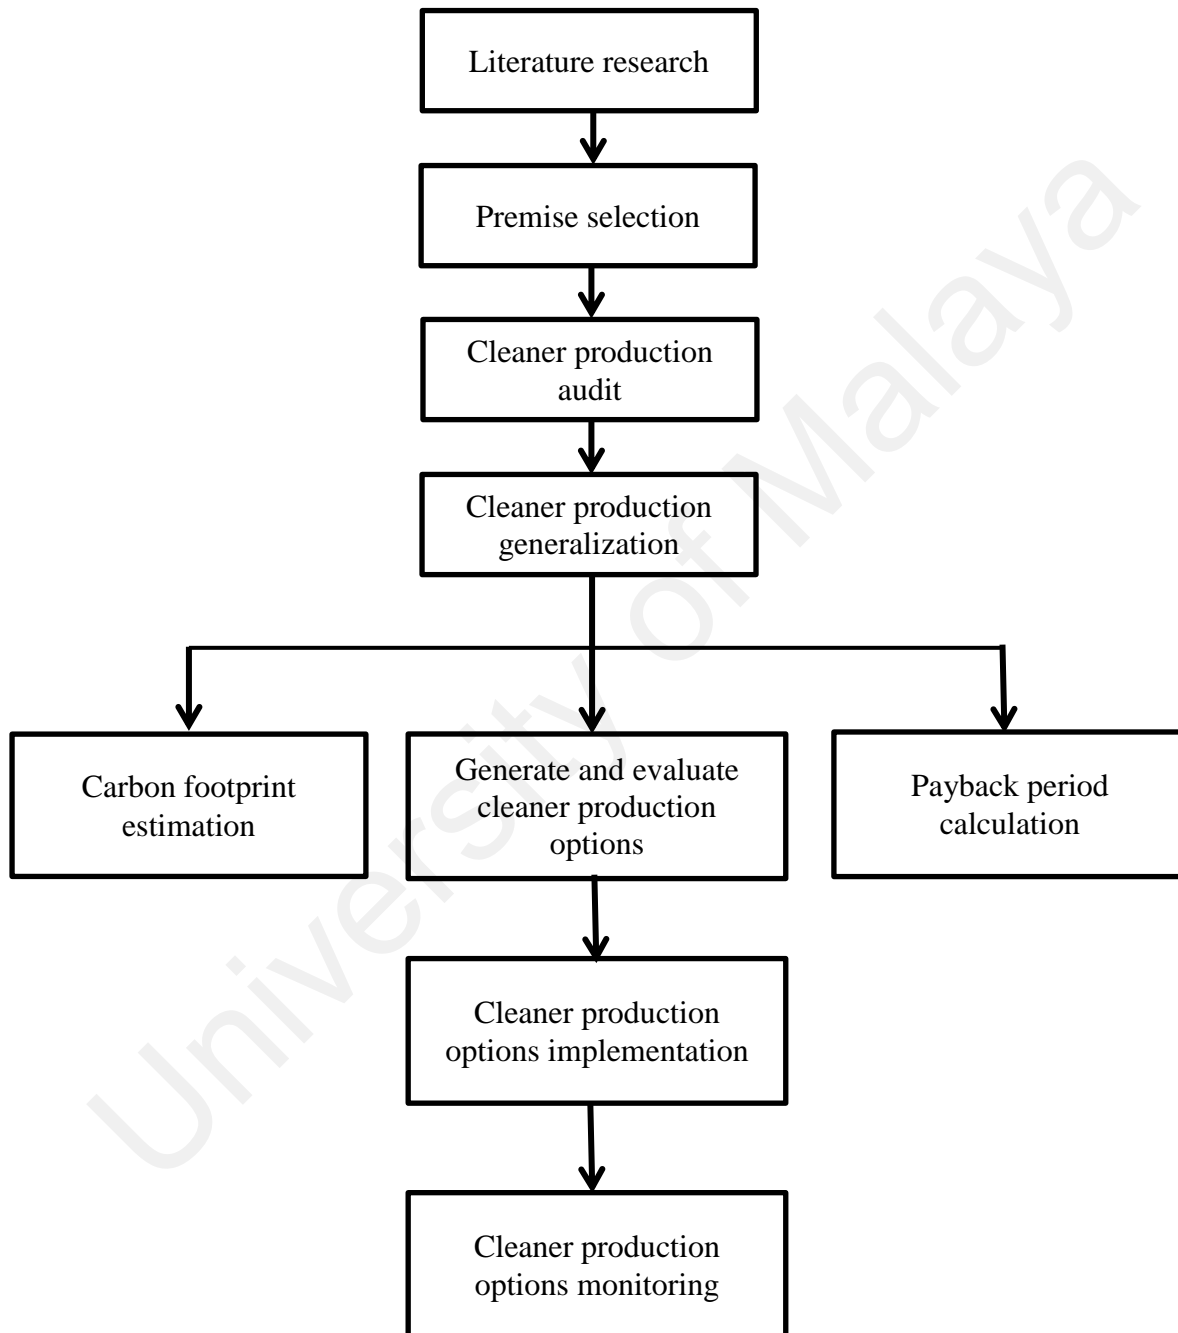 Literature research
Premise selection
Cleaner production
audit
Cleaner production
generalization
Carbon footprint
estimation
Generate and evaluate
cleaner production
options
Payback period
calculation
Cleaner production
options implementation
Cleaner production
options monitoring
University of Malaya